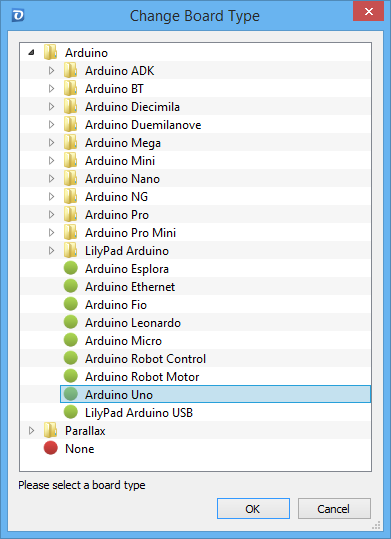 Change Board Type
Arduino
Arduino ADK
Arduino BT
Arduino Diecimila
Arduino Duemilanove
Arduino Mega
Arduino Mini
Arduino Nano
Arduino NG
Arduino Pro
Arduino Pro Mini
LilyPad Arduino
Arduino Esplora
Arduino Ethernet
Arduino Fio
Arduino Leonardo
Arduino Micro
Arduino Robot Control
Arduino Robot Motor
Arduino Uno
LilyPad Arduino USB
Parallax
None
Please select a board type
OK Cancel